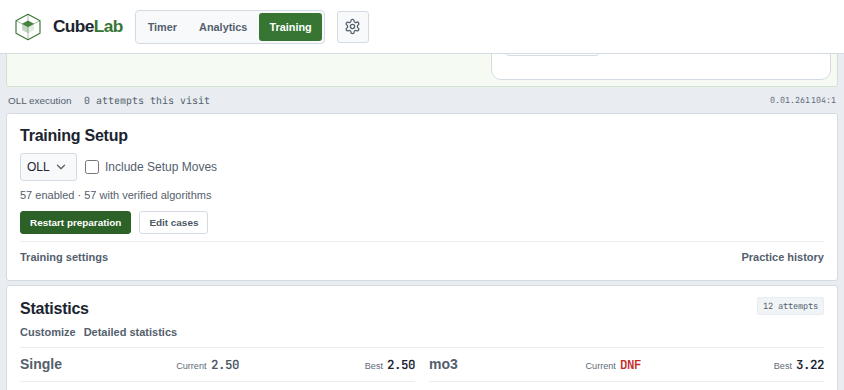 CubeLab Timer Analytics Training
OLL execution 0 attempts this visit 0.01.261104:1
Training Setup
OLL Include Setup Moves
57 enabled · 57 with verified algorithms
Restart preparation Edit cases
Training settings Practice history
Statistics 12 attempts
Customize Detailed statistics
Single Current 2.50 Best 2.50 mo3 Current DNF Best 3.22